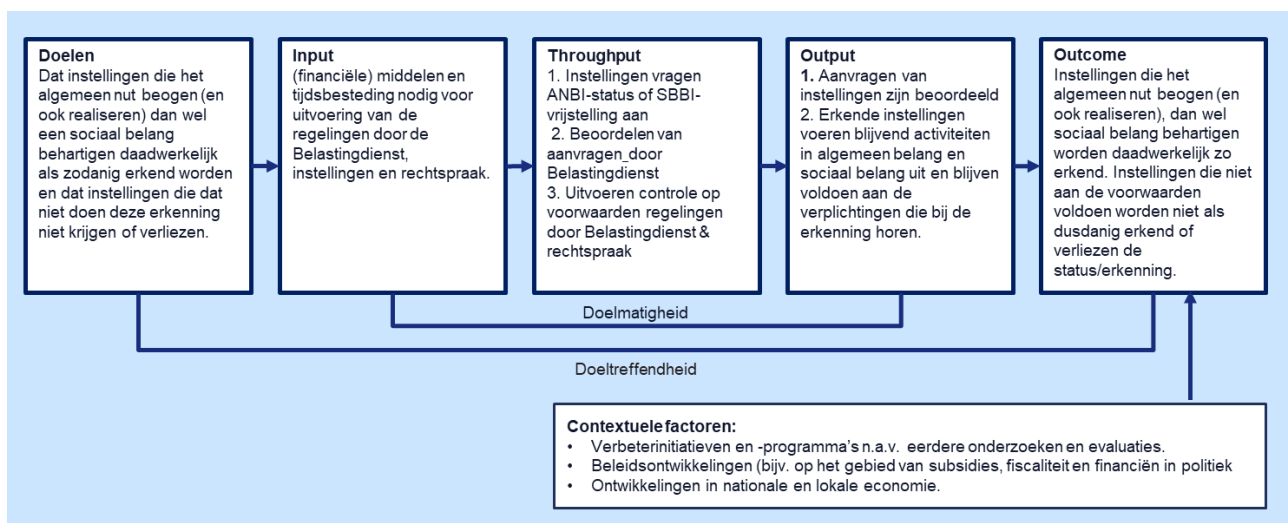 Doelen
Dat instellingen die het
algemeen nut beogen (en
ook realiseren) dan wel
een sociaal belang
behartigen daadwerkelijk
als zodanig erkend worden
en dat instellingen die dat
niet doen deze erkenning
niet krijgen of verliezen.
Input
(financiële) middelen en
tijdsbesteding nodig voor
uitvoering van de
regelingen door de
Belastingdienst,
instellingen en rechtspraak.
Throughput
1. Instellingen vragen
ANBI-status of SBBI-
vrijstelling aan
2. Beoordelen van
aanvragen door
Belastingdienst
3. Uitvoeren controle op
voorwaarden regelingen
door Belastingdienst &
rechtspraak
Output
1. Aanvragen van
instellingen zijn beoordeeld
2. Erkende instellingen
voeren blijvend activiteiten
in algemeen belang en
sociaal belang uit en blijven
voldoen aan de
verplichtingen die bij de
erkenning horen.
Outcome
Instellingen die het
algemeen nut beogen (en
ook realiseren), dan wel
sociaal belang behartigen
worden daadwerkelijk zo
erkend. Instellingen die niet
aan de voorwaarden
voldoen worden niet als
dusdanig erkend of
verliezen de
status/erkenning.
Doelmatigheid
Doeltreffendheid
Contextuele factoren:
• Verbeterinitiatieven en -programma's n.a.v. eerdere onderzoeken en evaluaties.
• Beleidsontwikkelingen (bijv. op het gebied van subsidies, fiscaliteit en financiën in politiek
• Ontwikkelingen in nationale en lokale economie.